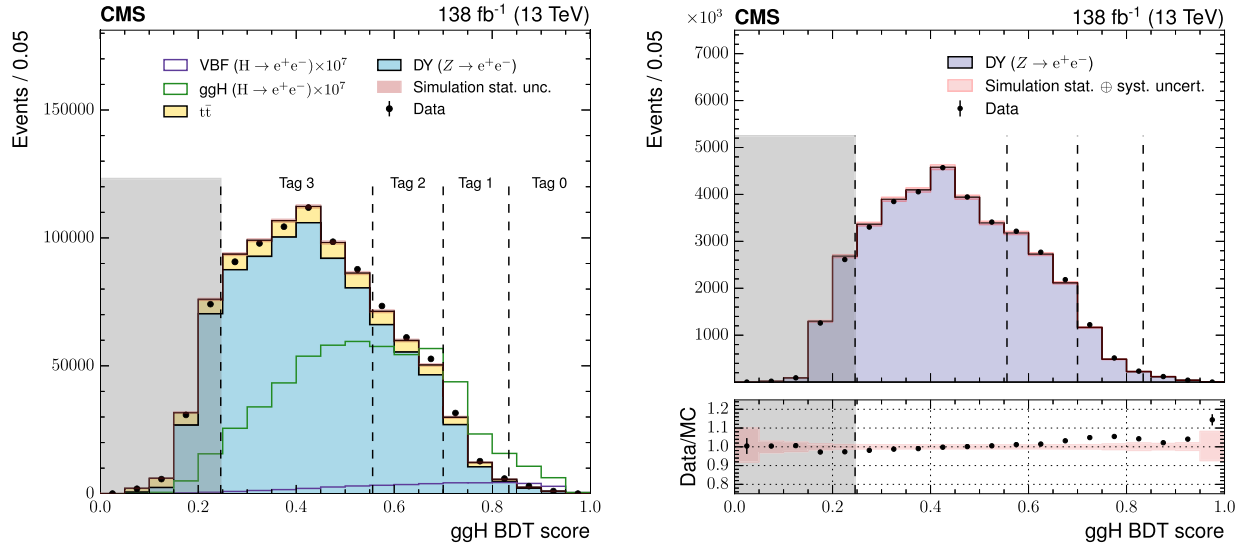 CMS
138 fb⁻¹ (13 TeV)
Events / 0.05
VBF (H → e⁺e⁻)×10⁷
ggH (H → e⁺e⁻)×10⁷
tt̄
DY (Z → e⁺e⁻)
Simulation stat. unc.
Data
150000
100000
50000
0
Tag 3
Tag 2
Tag 1
Tag 0
0.0
0.2
0.4
0.6
0.8
1.0
ggH BDT score
CMS
138 fb⁻¹ (13 TeV)
×10³
Events / 0.05
DY (Z → e⁺e⁻)
Simulation stat. ⊕ syst. uncert.
Data
7000
6000
5000
4000
3000
2000
1000
Data/MC
1.2
1.1
1.0
0.9
0.8
0.0
0.2
0.4
0.6
0.8
1.0
ggH BDT score